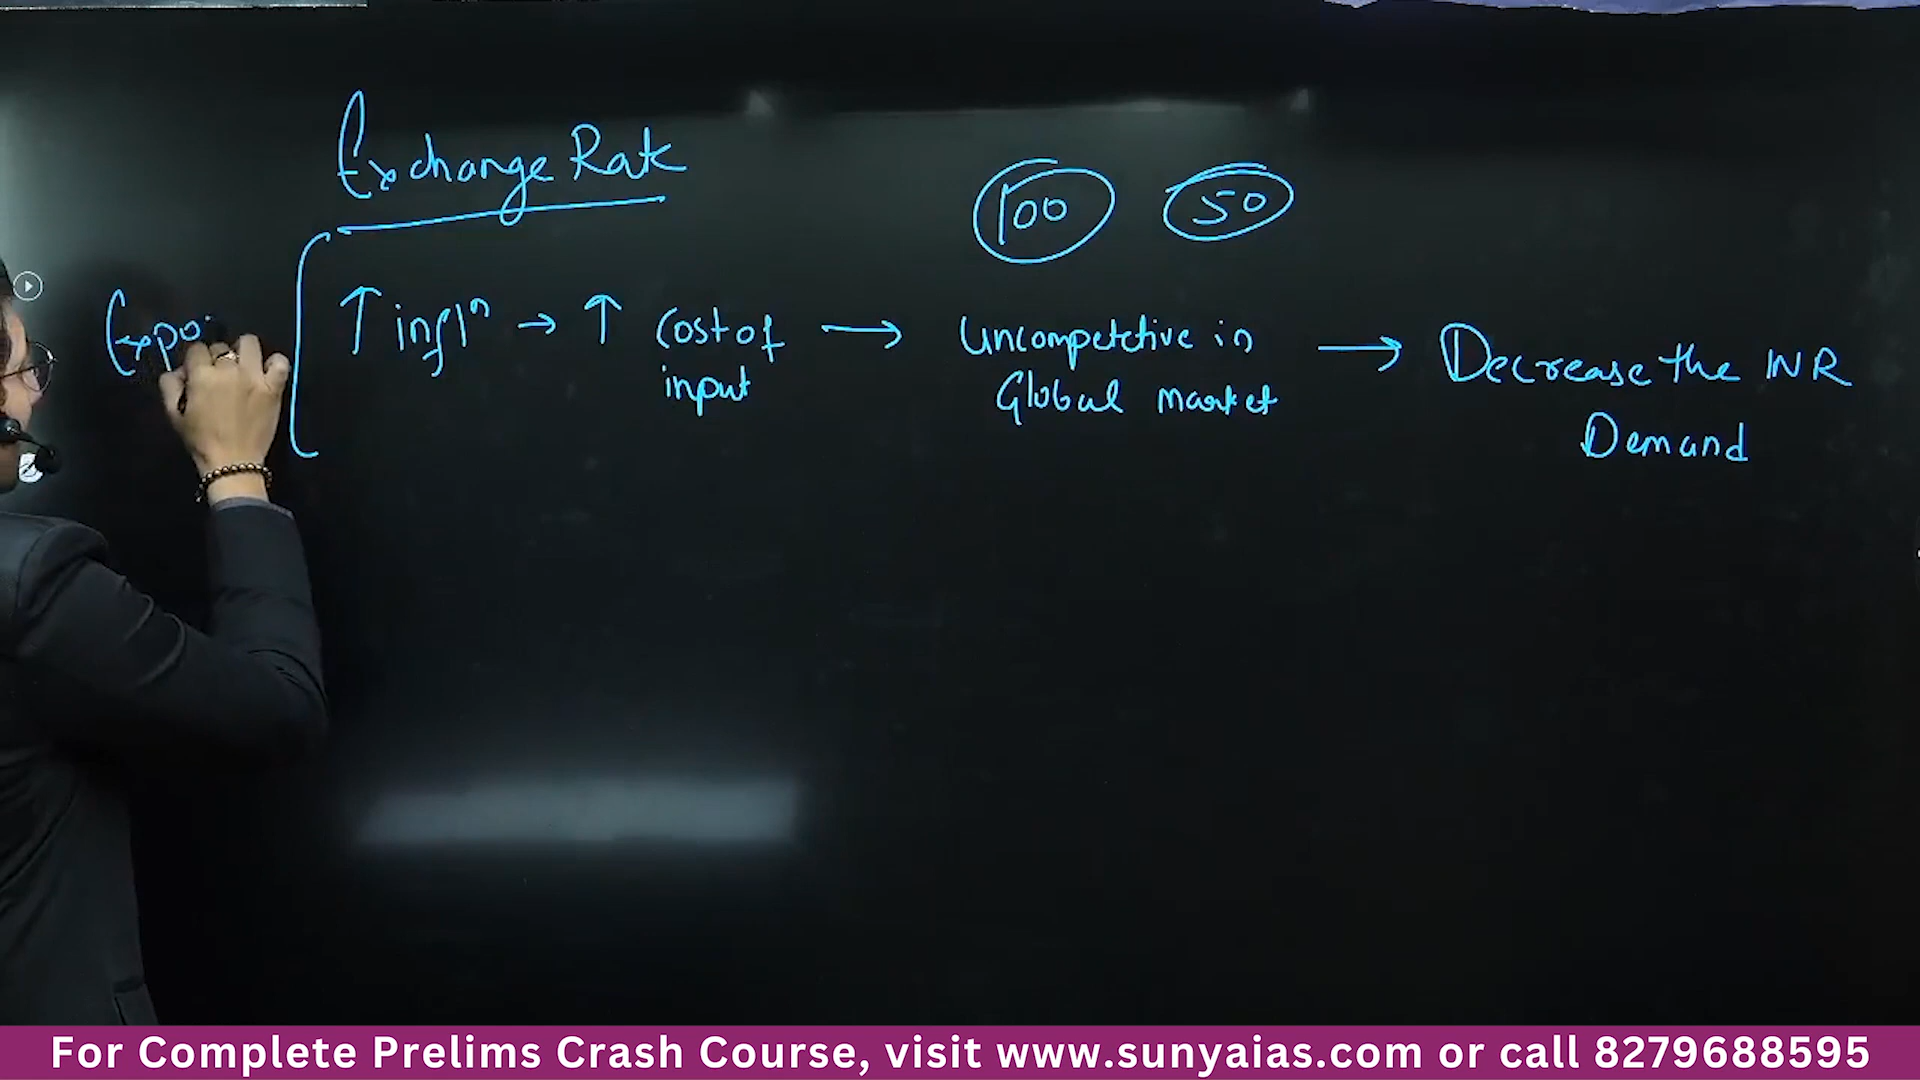 Exchange Rate
100 50
Expo
↑ infl^n → ↑ Cost of → Uncompetetive in → Decrease the INR
input Global market Demand
For Complete Prelims Crash Course, visit www.sunyaias.com or call 8279688595